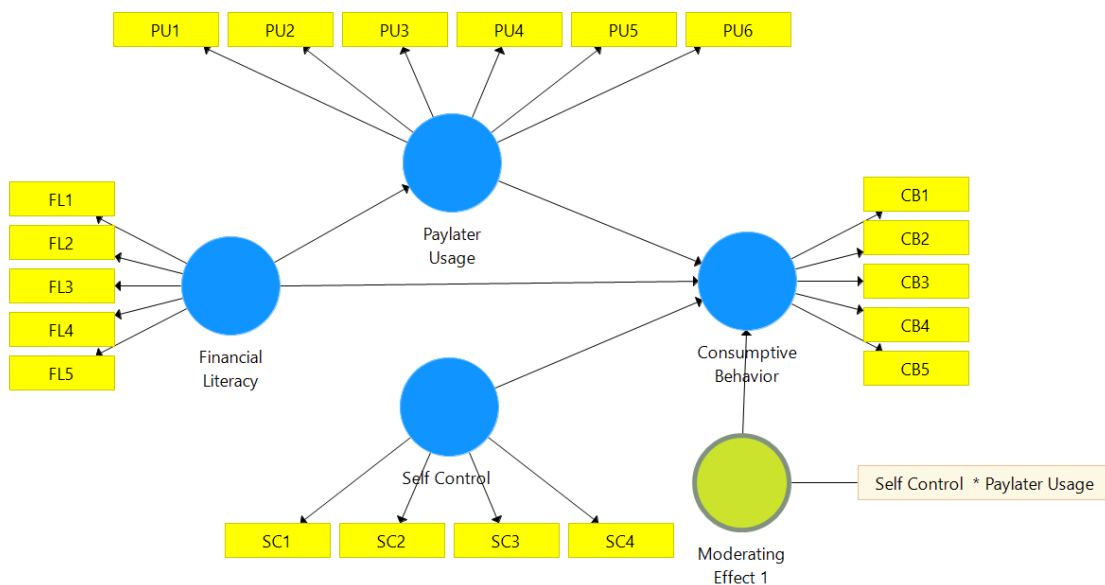 PU1
PU2
PU3
PU4
PU5
PU6
Paylater
Usage
FL1
FL2
FL3
FL4
FL5
Financial
Literacy
CB1
CB2
CB3
CB4
CB5
Consumptive
Behavior
Self Control
SC1
SC2
SC3
SC4
Self Control * Paylater Usage
Moderating
Effect 1